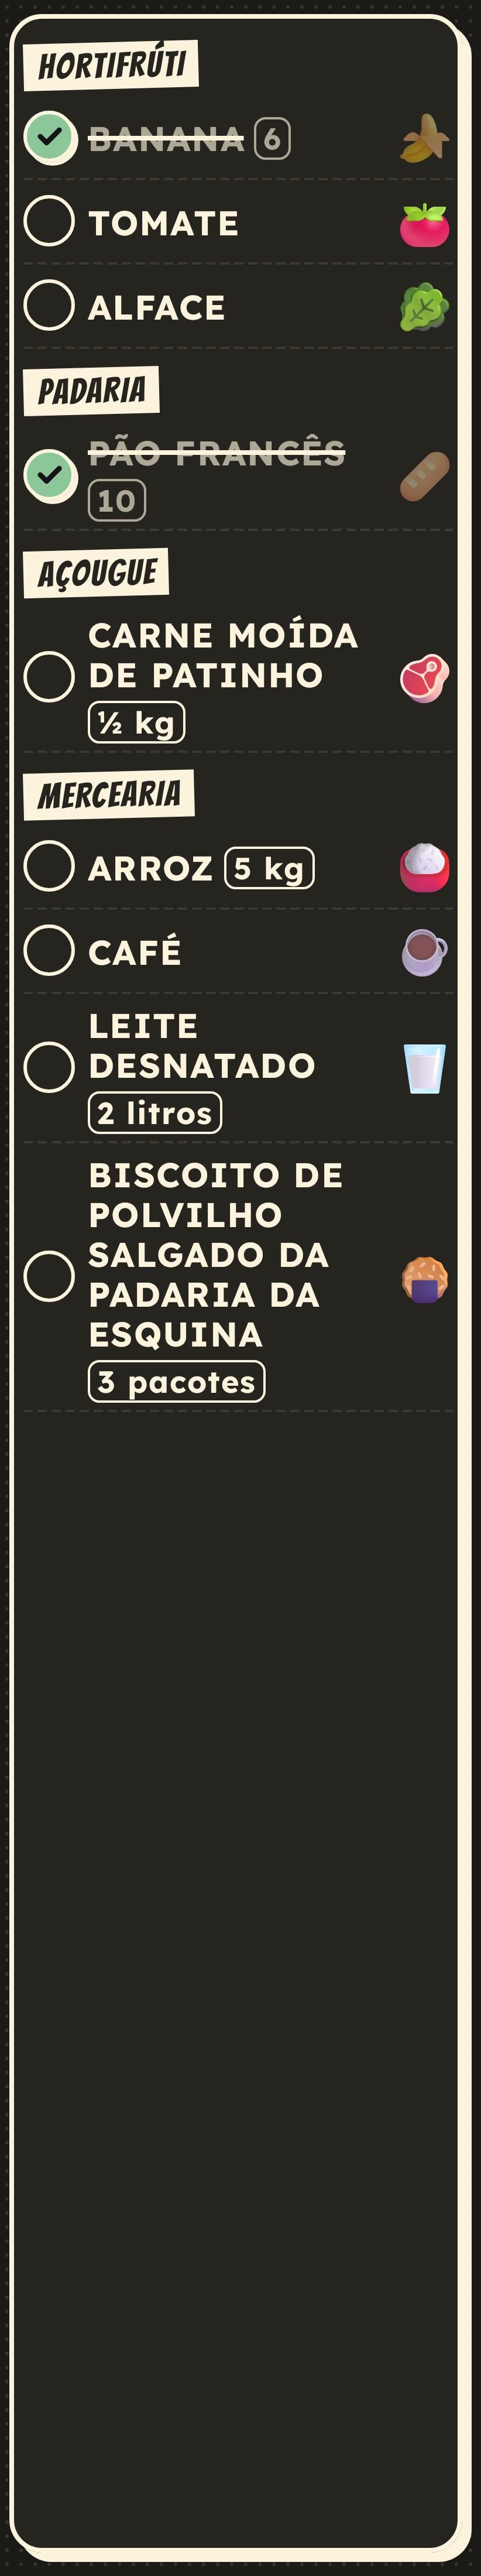 HORTIFRÚTI
BANANA 6
TOMATE
ALFACE
PADARIA
PÃO FRANCÊS
10
AÇOUGUE
CARNE MOÍDA
DE PATINHO
½ kg
MERCEARIA
ARROZ 5 kg
CAFÉ
LEITE
DESNATADO
2 litros
BISCOITO DE
POLVILHO
SALGADO DA
PADARIA DA
ESQUINA
3 pacotes